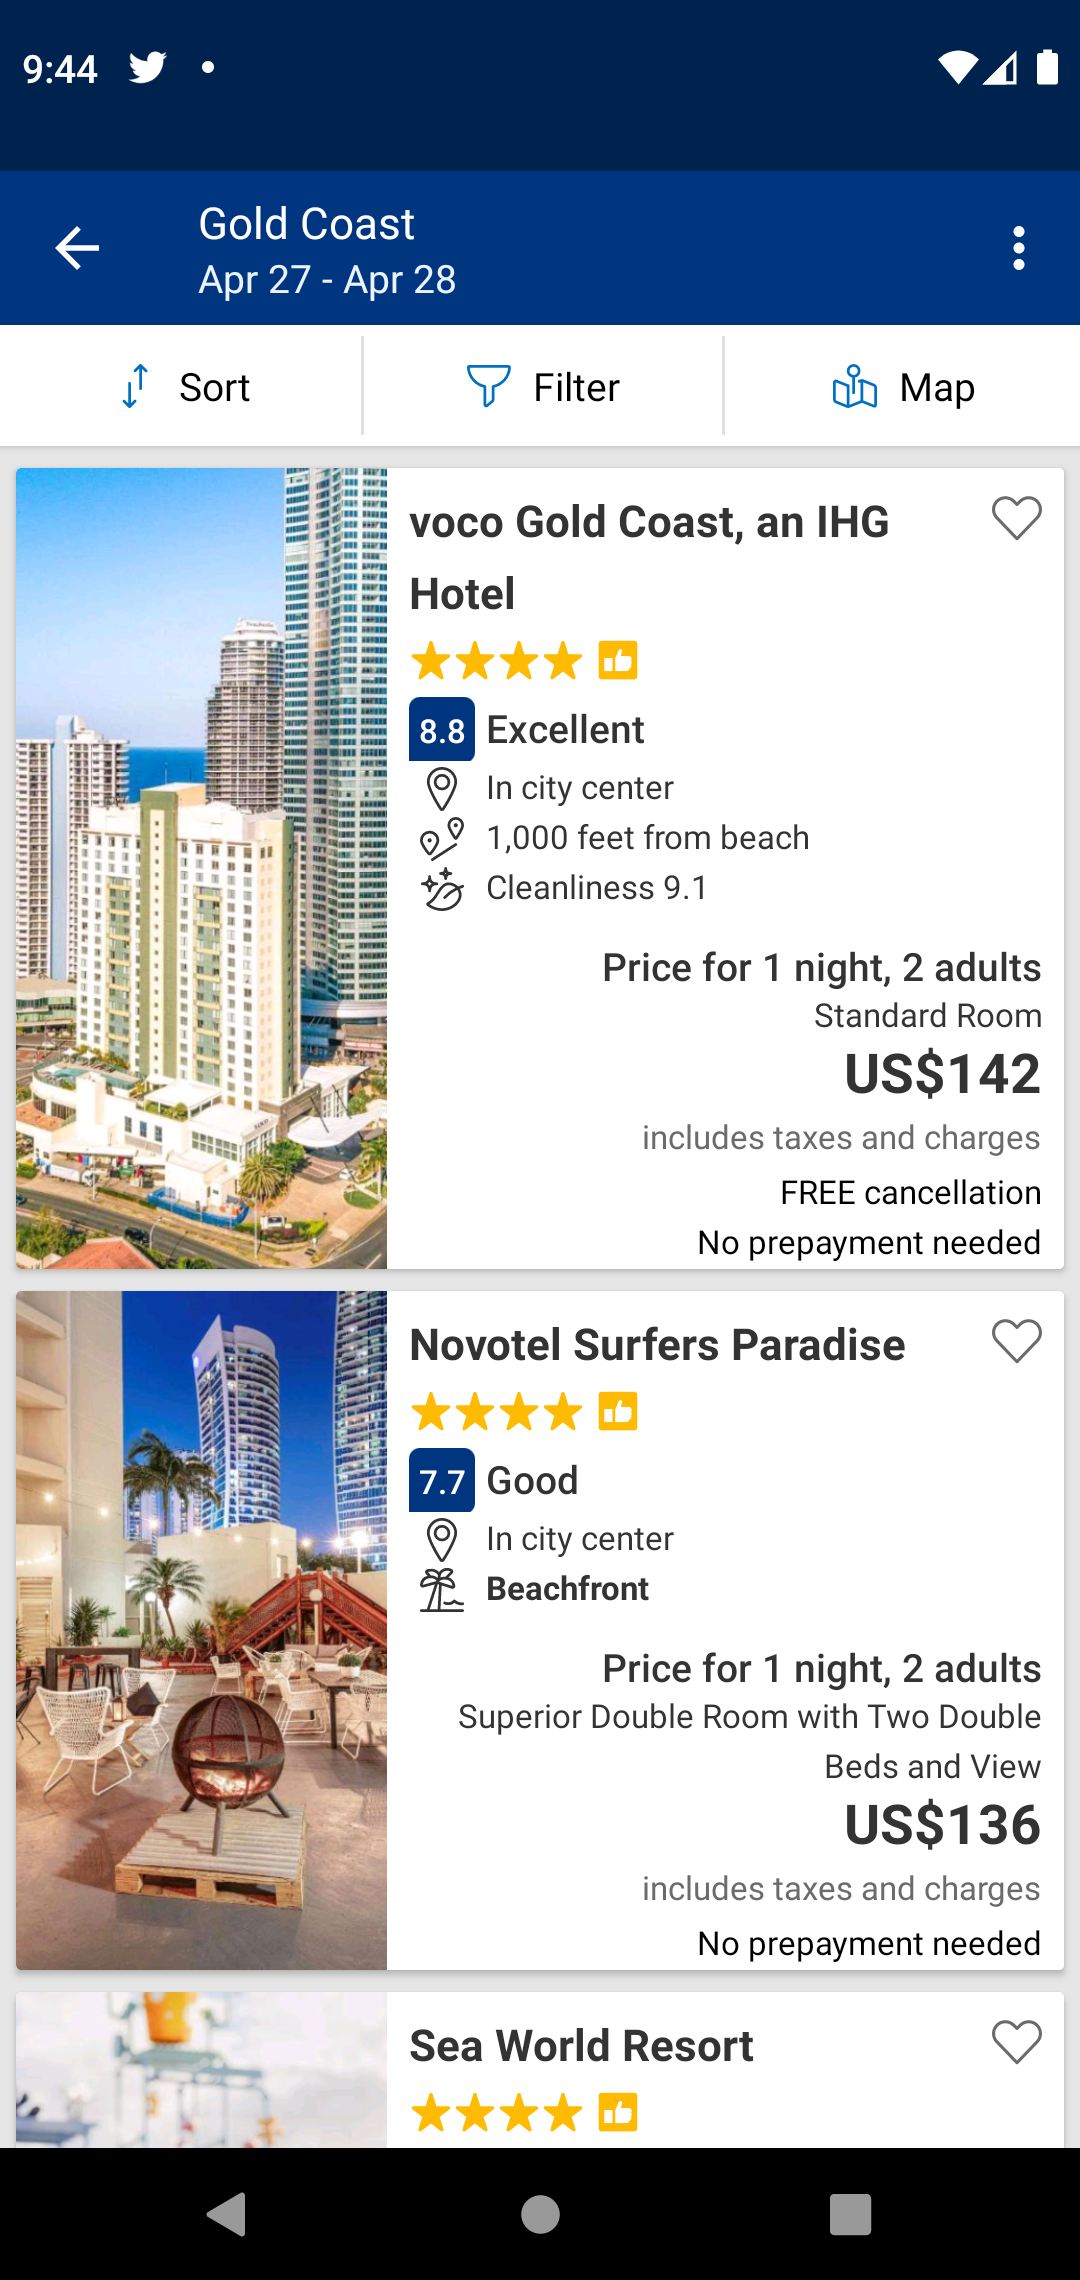 9:44
Gold Coast
Apr 27 - Apr 28
Sort
Filter
Map
voco Gold Coast, an IHG
Hotel
8.8 Excellent
In city center
1,000 feet from beach
Cleanliness 9.1
Price for 1 night, 2 adults
Standard Room
US$142
includes taxes and charges
FREE cancellation
No prepayment needed
Novotel Surfers Paradise
7.7 Good
In city center
Beachfront
Price for 1 night, 2 adults
Superior Double Room with Two Double
Beds and View
US$136
includes taxes and charges
No prepayment needed
Sea World Resort